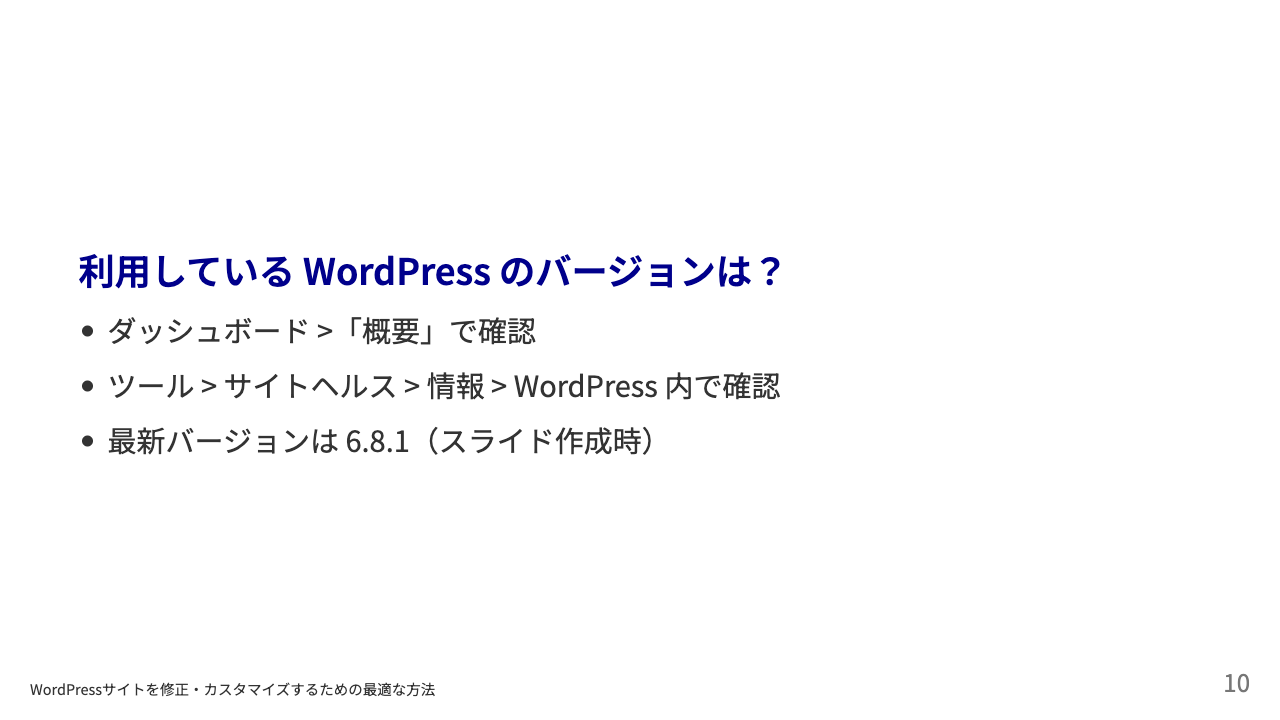 利用している WordPress のバージョンは？
ダッシュボード >「概要」で確認
ツール > サイトヘルス > 情報 > WordPress 内で確認
最新バージョンは 6.8.1（スライド作成時）
WordPressサイトを修正・カスタマイズするための最適な方法
10